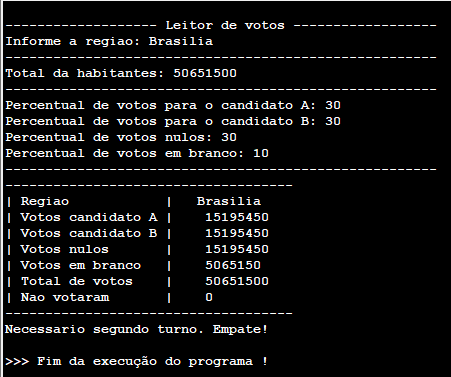 ------------------- Leitor de votos ------------------
Informe a regiao: Brasilia
------------------------------------------------------
Total da habitantes: 50651500
------------------------------------------------------
Percentual de votos para o candidato A: 30
Percentual de votos para o candidato B: 30
Percentual de votos nulos: 30
Percentual de votos em branco: 10
------------------------------------------------------
------------------------------------
| Regiao            |   Brasilia
| Votos candidato A |    15195450
| Votos candidato B |    15195450
| Votos nulos       |    15195450
| Votos em branco   |    5065150
| Total de votos    |    50651500
| Nao votaram       |    0
------------------------------------
Necessario segundo turno. Empate!
>>> Fim da execução do programa !